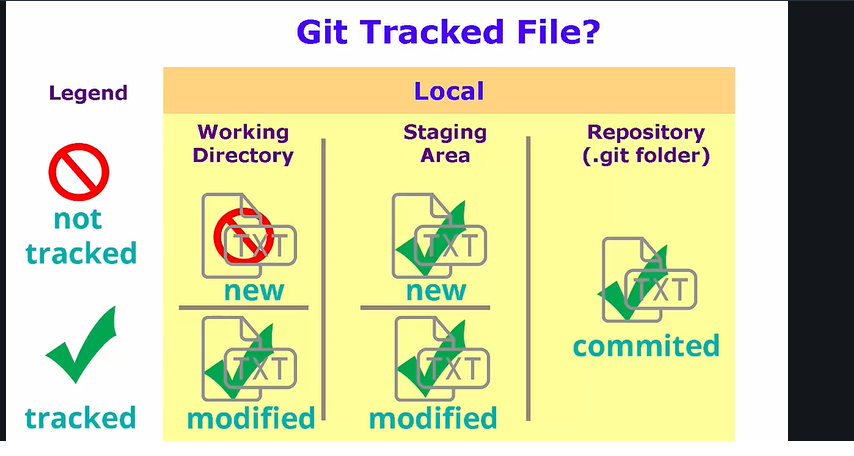 Git Tracked File?
Legend
Local
Working
Directory
Staging
Area
Repository
(.git folder)
not
tracked
TXT
new
TXT
new
TXT
commited
tracked
TXT
modified
TXT
modified